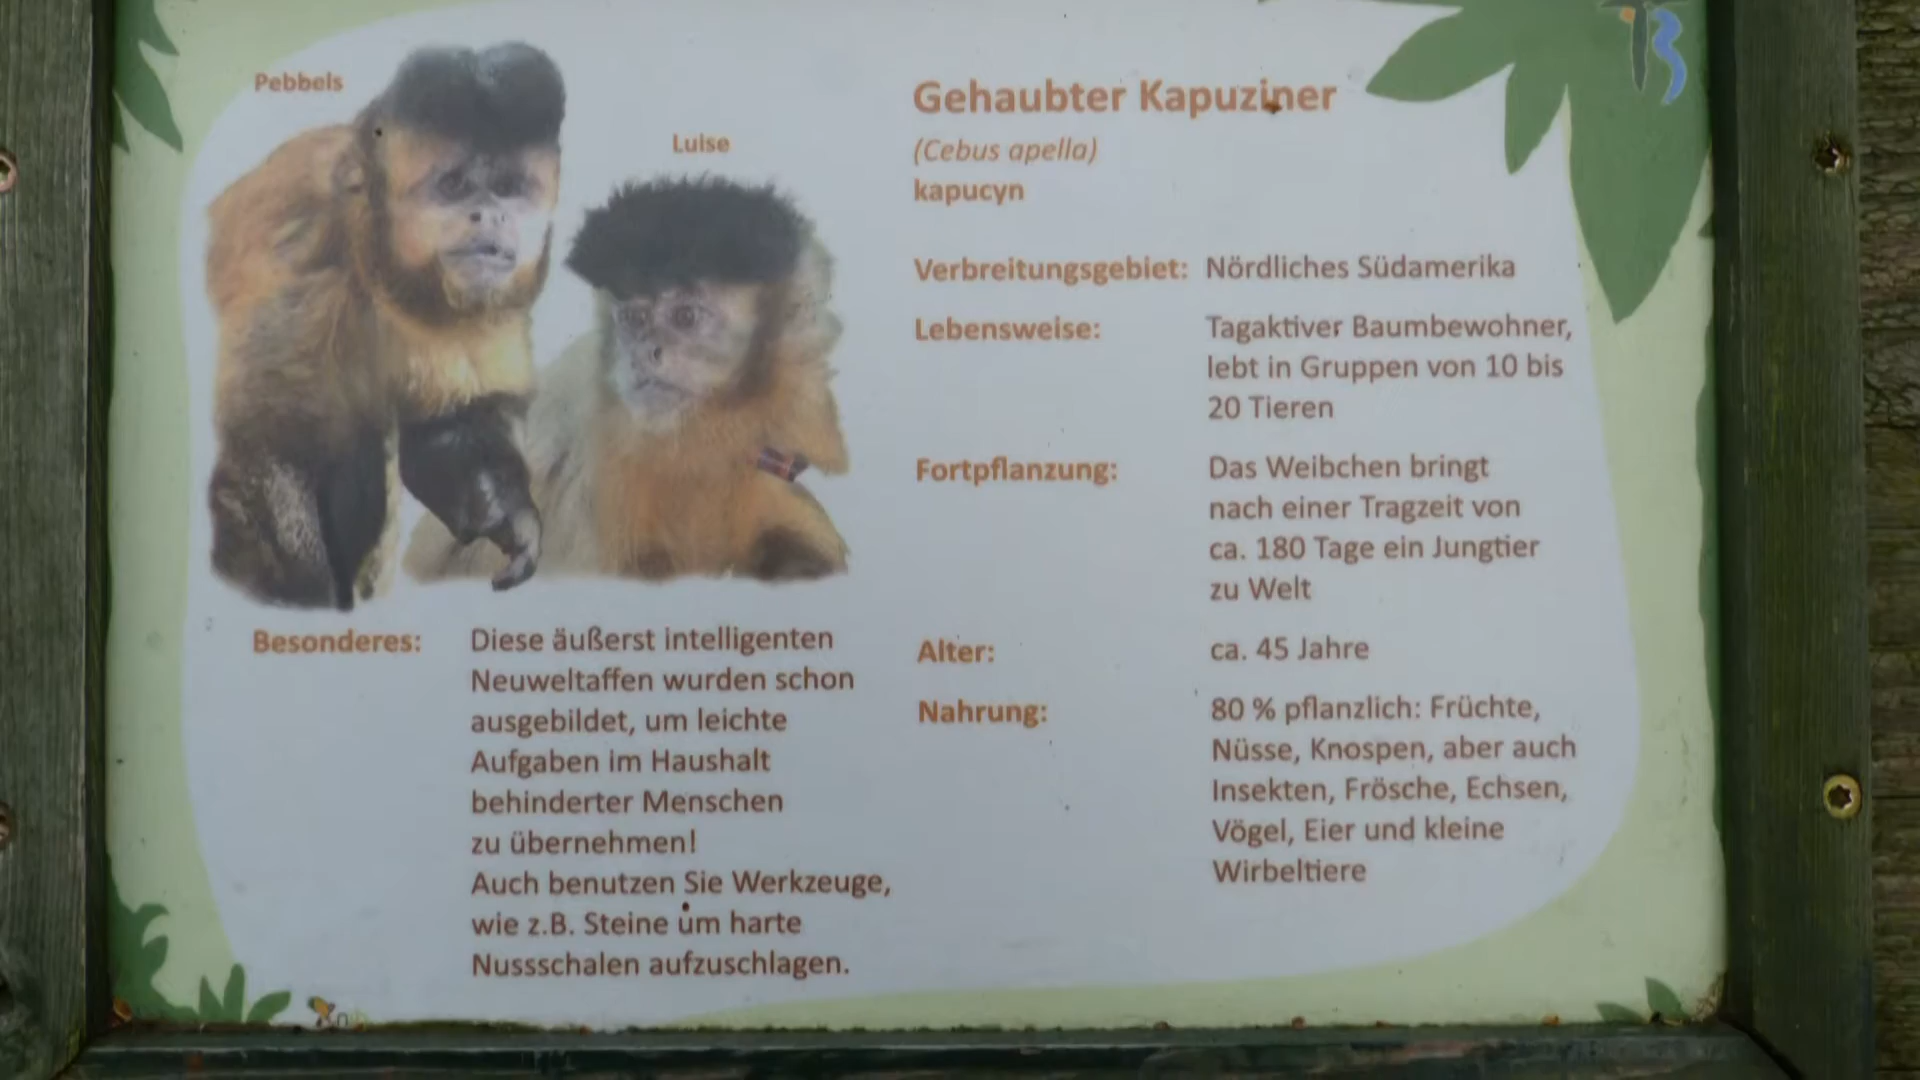 Pebbels
Luise
Gehaubter Kapuziner
(Cebus apella)
kapucyn
Verbreitungsgebiet: Nördliches Südamerika
Lebensweise: Tagaktiver Baumbewohner,
lebt in Gruppen von 10 bis
20 Tieren
Fortpflanzung: Das Weibchen bringt
nach einer Tragzeit von
ca. 180 Tage ein Jungtier
zu Welt
Alter: ca. 45 Jahre
Nahrung: 80 % pflanzlich: Früchte,
Nüsse, Knospen, aber auch
Insekten, Frösche, Echsen,
Vögel, Eier und kleine
Wirbeltiere
Besonderes: Diese äußerst intelligenten
Neuweltaffen wurden schon
ausgebildet, um leichte
Aufgaben im Haushalt
behinderter Menschen
zu übernehmen!
Auch benutzen Sie Werkzeuge,
wie z.B. Steine um harte
Nussschalen aufzuschlagen.